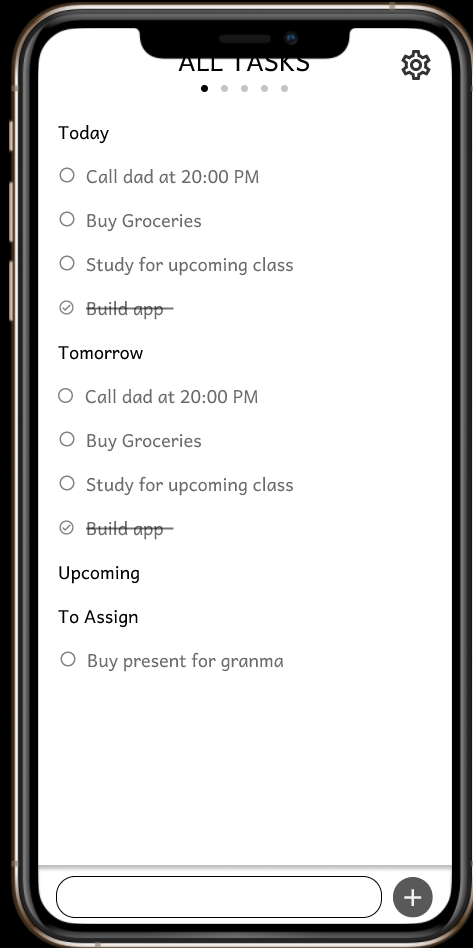 ALL TASKS
Today
Call dad at 20:00 PM
Buy Groceries
Study for upcoming class
Build app
Tomorrow
Call dad at 20:00 PM
Buy Groceries
Study for upcoming class
Build app
Upcoming
To Assign
Buy present for granma